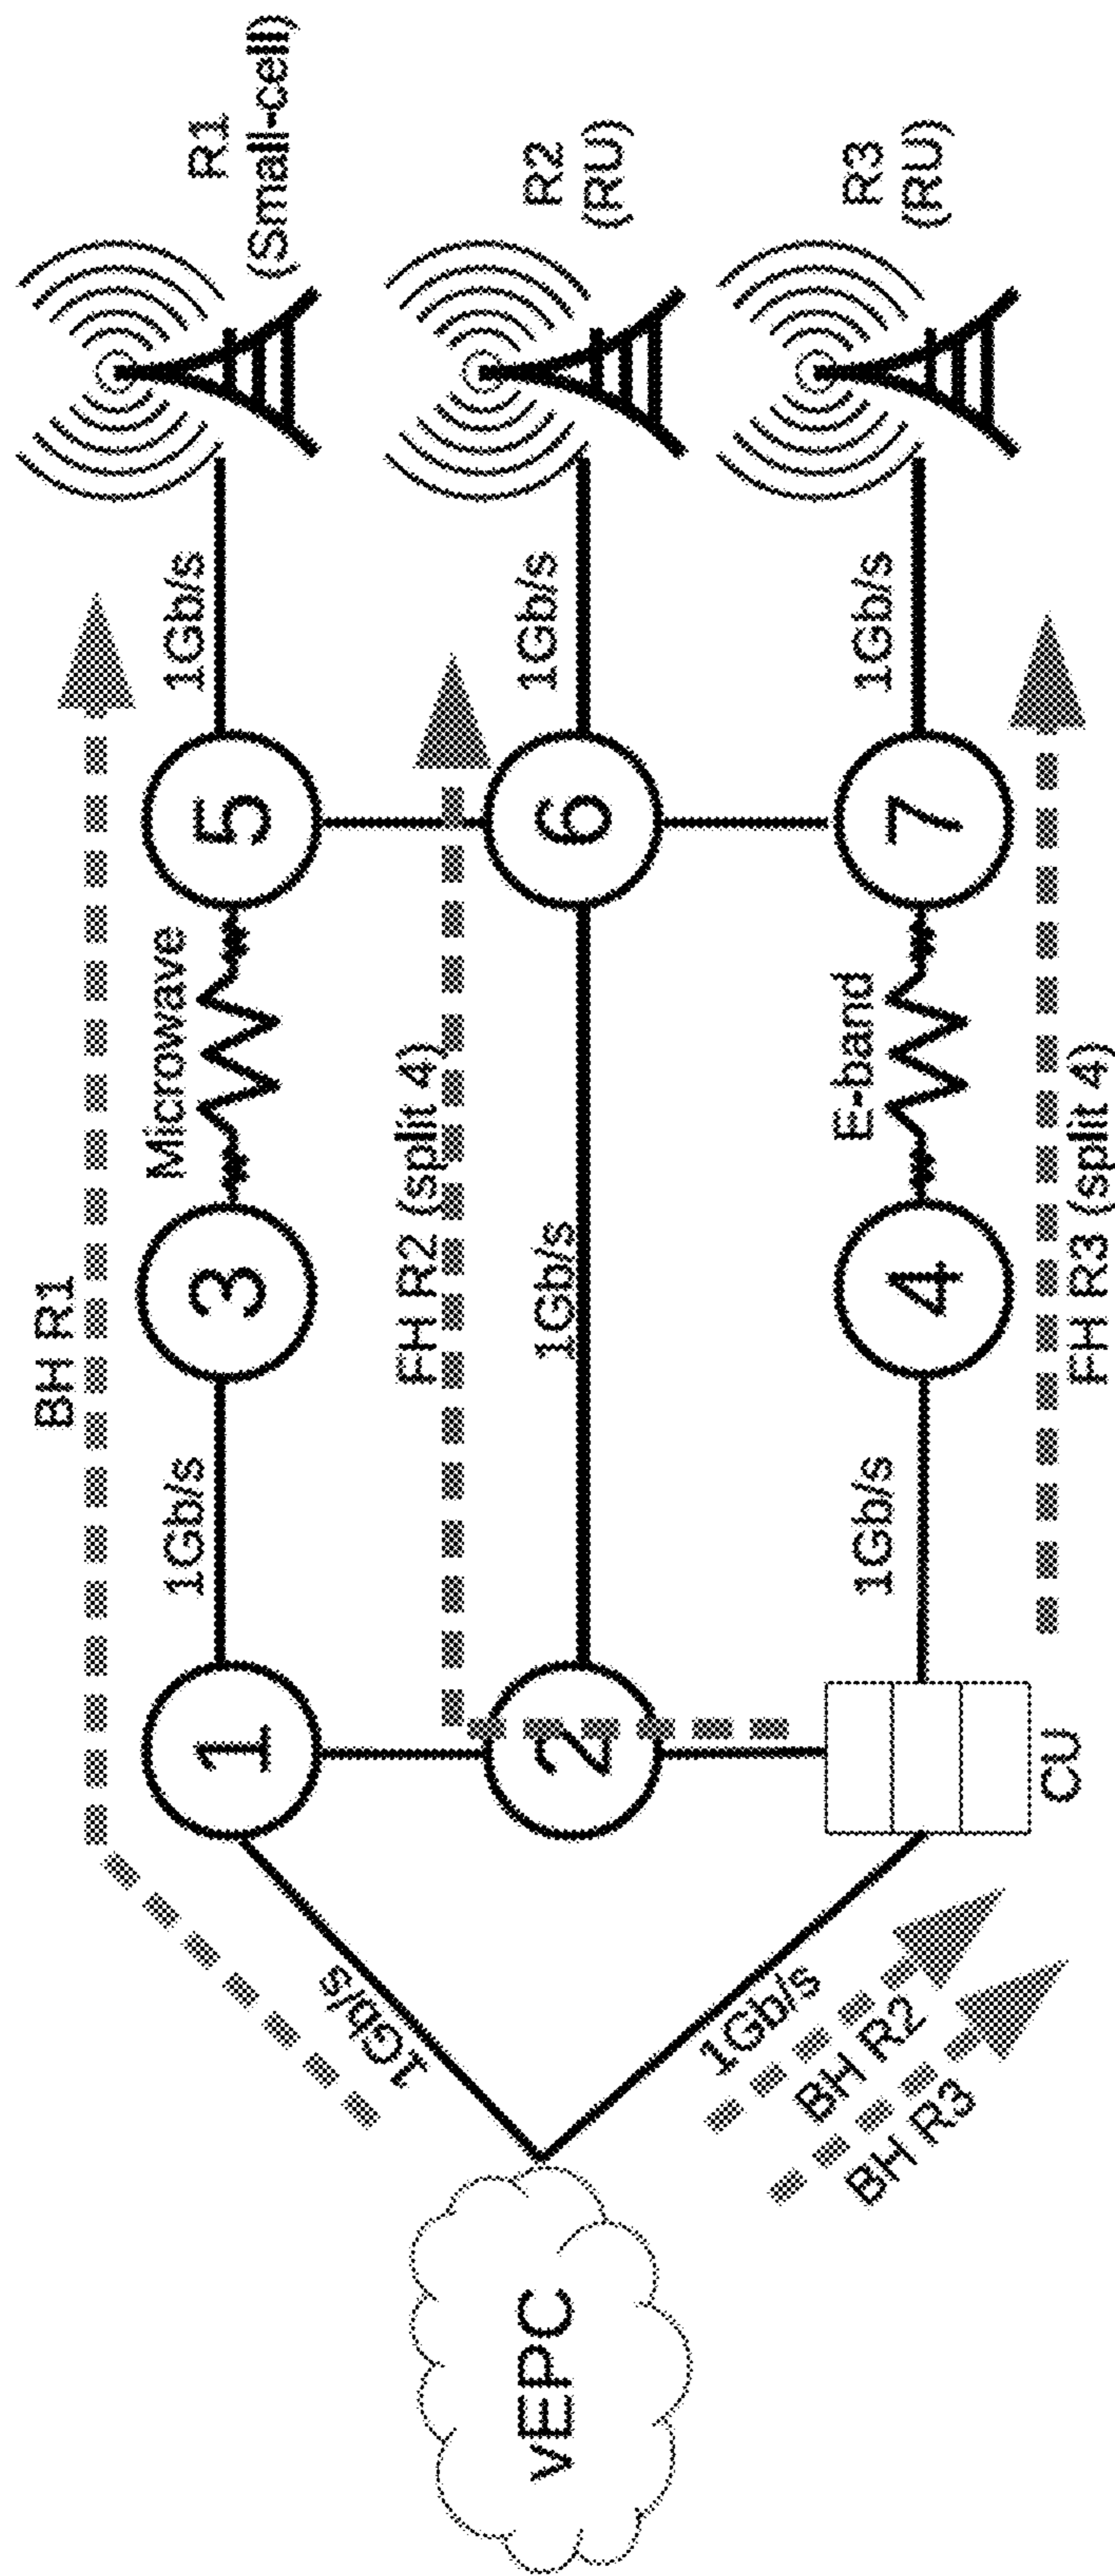 BH R1
1Gb/s
1
1Gb/s
3
Microwave
5
1Gb/s
R1
(Small-cell)
FH R2 (split 4)
vEPC
2
1Gb/s
6
1Gb/s
R2
(RU)
1Gb/s
BH R2
BH R3
CU
1Gb/s
4
E-band
7
1Gb/s
R3
(RU)
FH R3 (split 4)